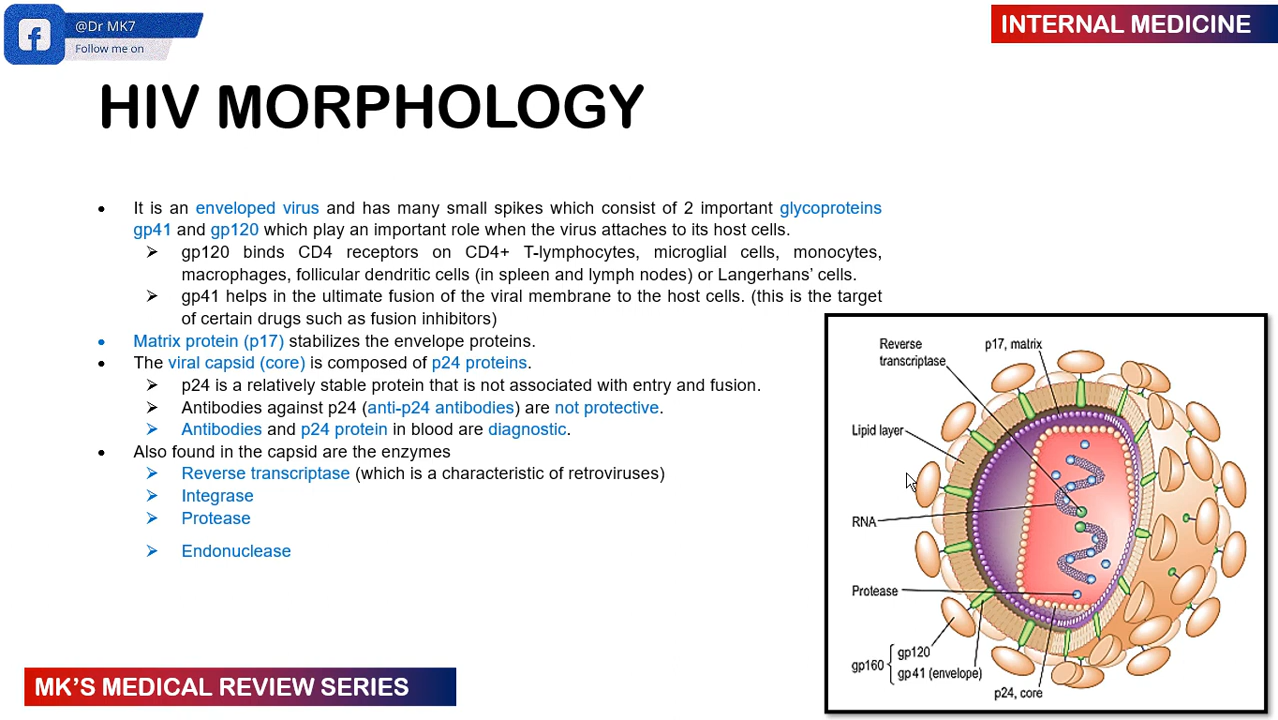 @Dr MK7
Follow me on
INTERNAL MEDICINE
HIV MORPHOLOGY
• It is an enveloped virus and has many small spikes which consist of 2 important glycoproteins
gp41 and gp120 which play an important role when the virus attaches to its host cells.
➢ gp120 binds CD4 receptors on CD4+ T-lymphocytes, microglial cells, monocytes,
macrophages, follicular dendritic cells (in spleen and lymph nodes) or Langerhans’ cells.
➢ gp41 helps in the ultimate fusion of the viral membrane to the host cells. (this is the target
of certain drugs such as fusion inhibitors)
• Matrix protein (p17) stabilizes the envelope proteins.
• The viral capsid (core) is composed of p24 proteins.
➢ p24 is a relatively stable protein that is not associated with entry and fusion.
➢ Antibodies against p24 (anti-p24 antibodies) are not protective.
➢ Antibodies and p24 protein in blood are diagnostic.
• Also found in the capsid are the enzymes
➢ Reverse transcriptase (which is a characteristic of retroviruses)
➢ Integrase
➢ Protease
➢ Endonuclease
Reverse
transcriptase
p17, matrix
Lipid layer
RNA
Protease
gp160
gp120
gp41 (envelope)
p24, core
MK’S MEDICAL REVIEW SERIES